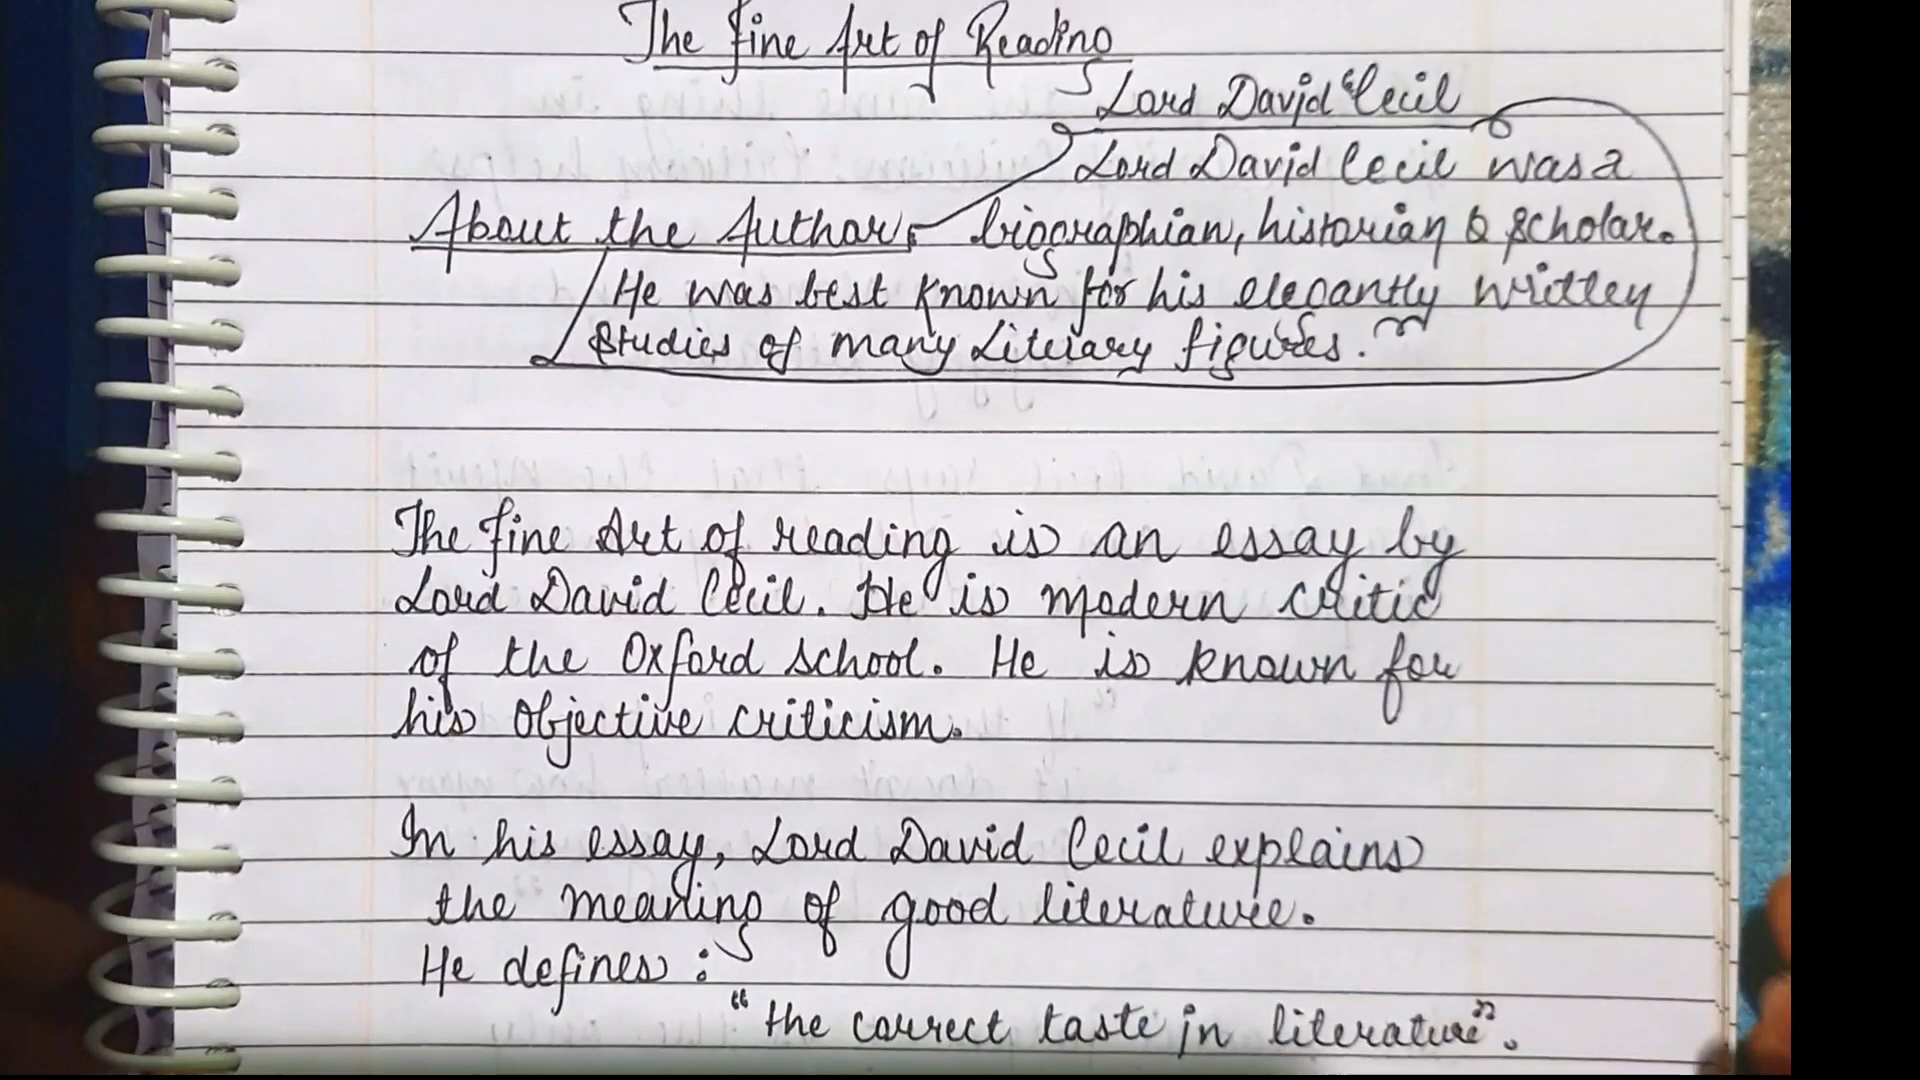 The Fine Art of Reading
Lord David Cecil
Lord David Cecil was a
About the Author biographian, historian & scholar.
He was best known for his elegantly written
studies of many Literary figures.
The Fine Art of reading is an essay by
Lord David Cecil. He is modern critic
of the Oxford school. He is known for
his objective criticism.
In his essay, Lord David Cecil explains
the meaning of good literature.
He defines :
"the correct taste in literature".